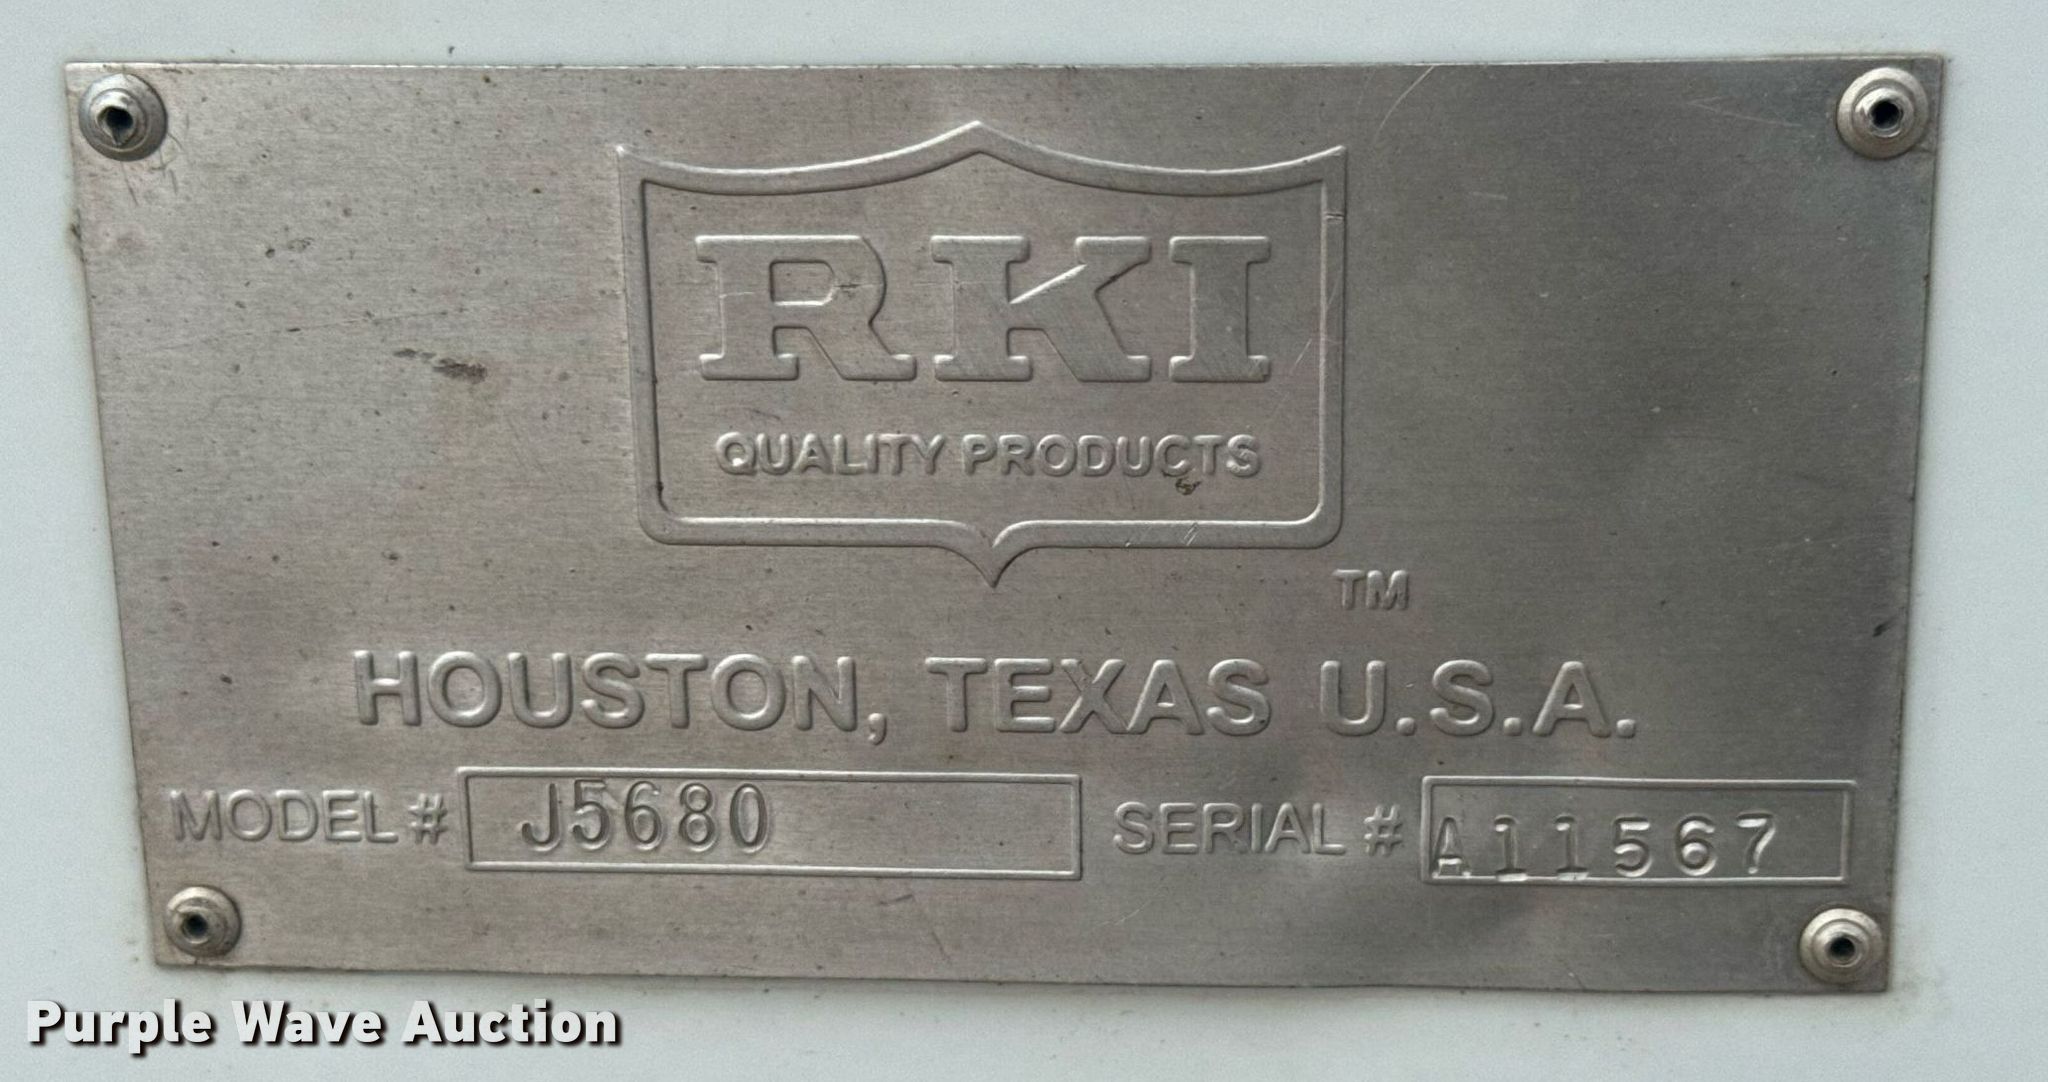 RKI
QUALITY PRODUCTS
TM
HOUSTON, TEXAS U.S.A.
MODEL # J5680 SERIAL # A11567
Purple Wave Auction